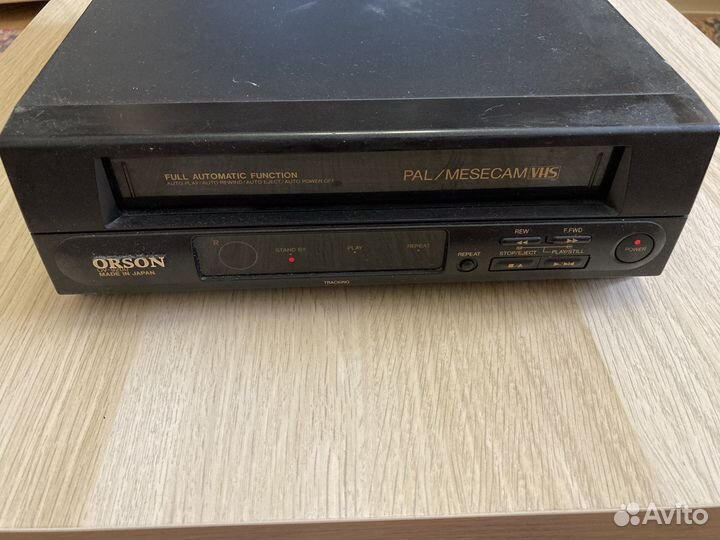 FULL AUTOMATIC FUNCTION
AUTO PLAY/AUTO REWIND/AUTO EJECT/AUTO POWER OFF
PAL/MESECAM VHS
ORSON
MADE IN JAPAN
R
STAND BY
PLAY
REPEAT
TRACKING
REPEAT
REW
F.FWD
STOP/EJECT
PLAY/STILL
POWER
Avito